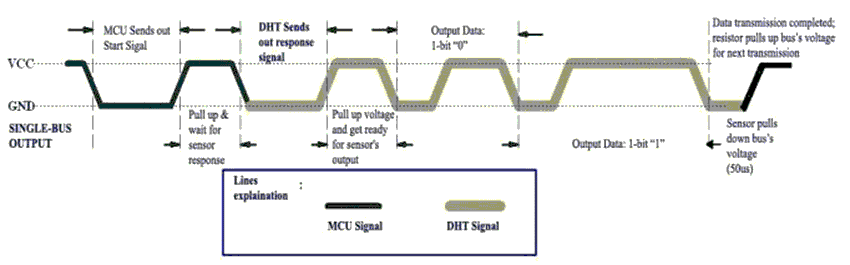 MCU Sends out
Start Sigal
DHT Sends
out response
signal
Output Data:
1-bit "0"
Data transmission completed;
resistor pulls up bus's voltage
for next transmission
VCC
GND
SINGLE-BUS
OUTPUT
Pull up &
wait for
sensor
response
Pull up voltage
and get ready
for sensor's
output
Output Data: 1-bit "1"
Sensor pulls
down bus's
voltage
(50us)
Lines
explaination :
MCU Signal
DHT Signal